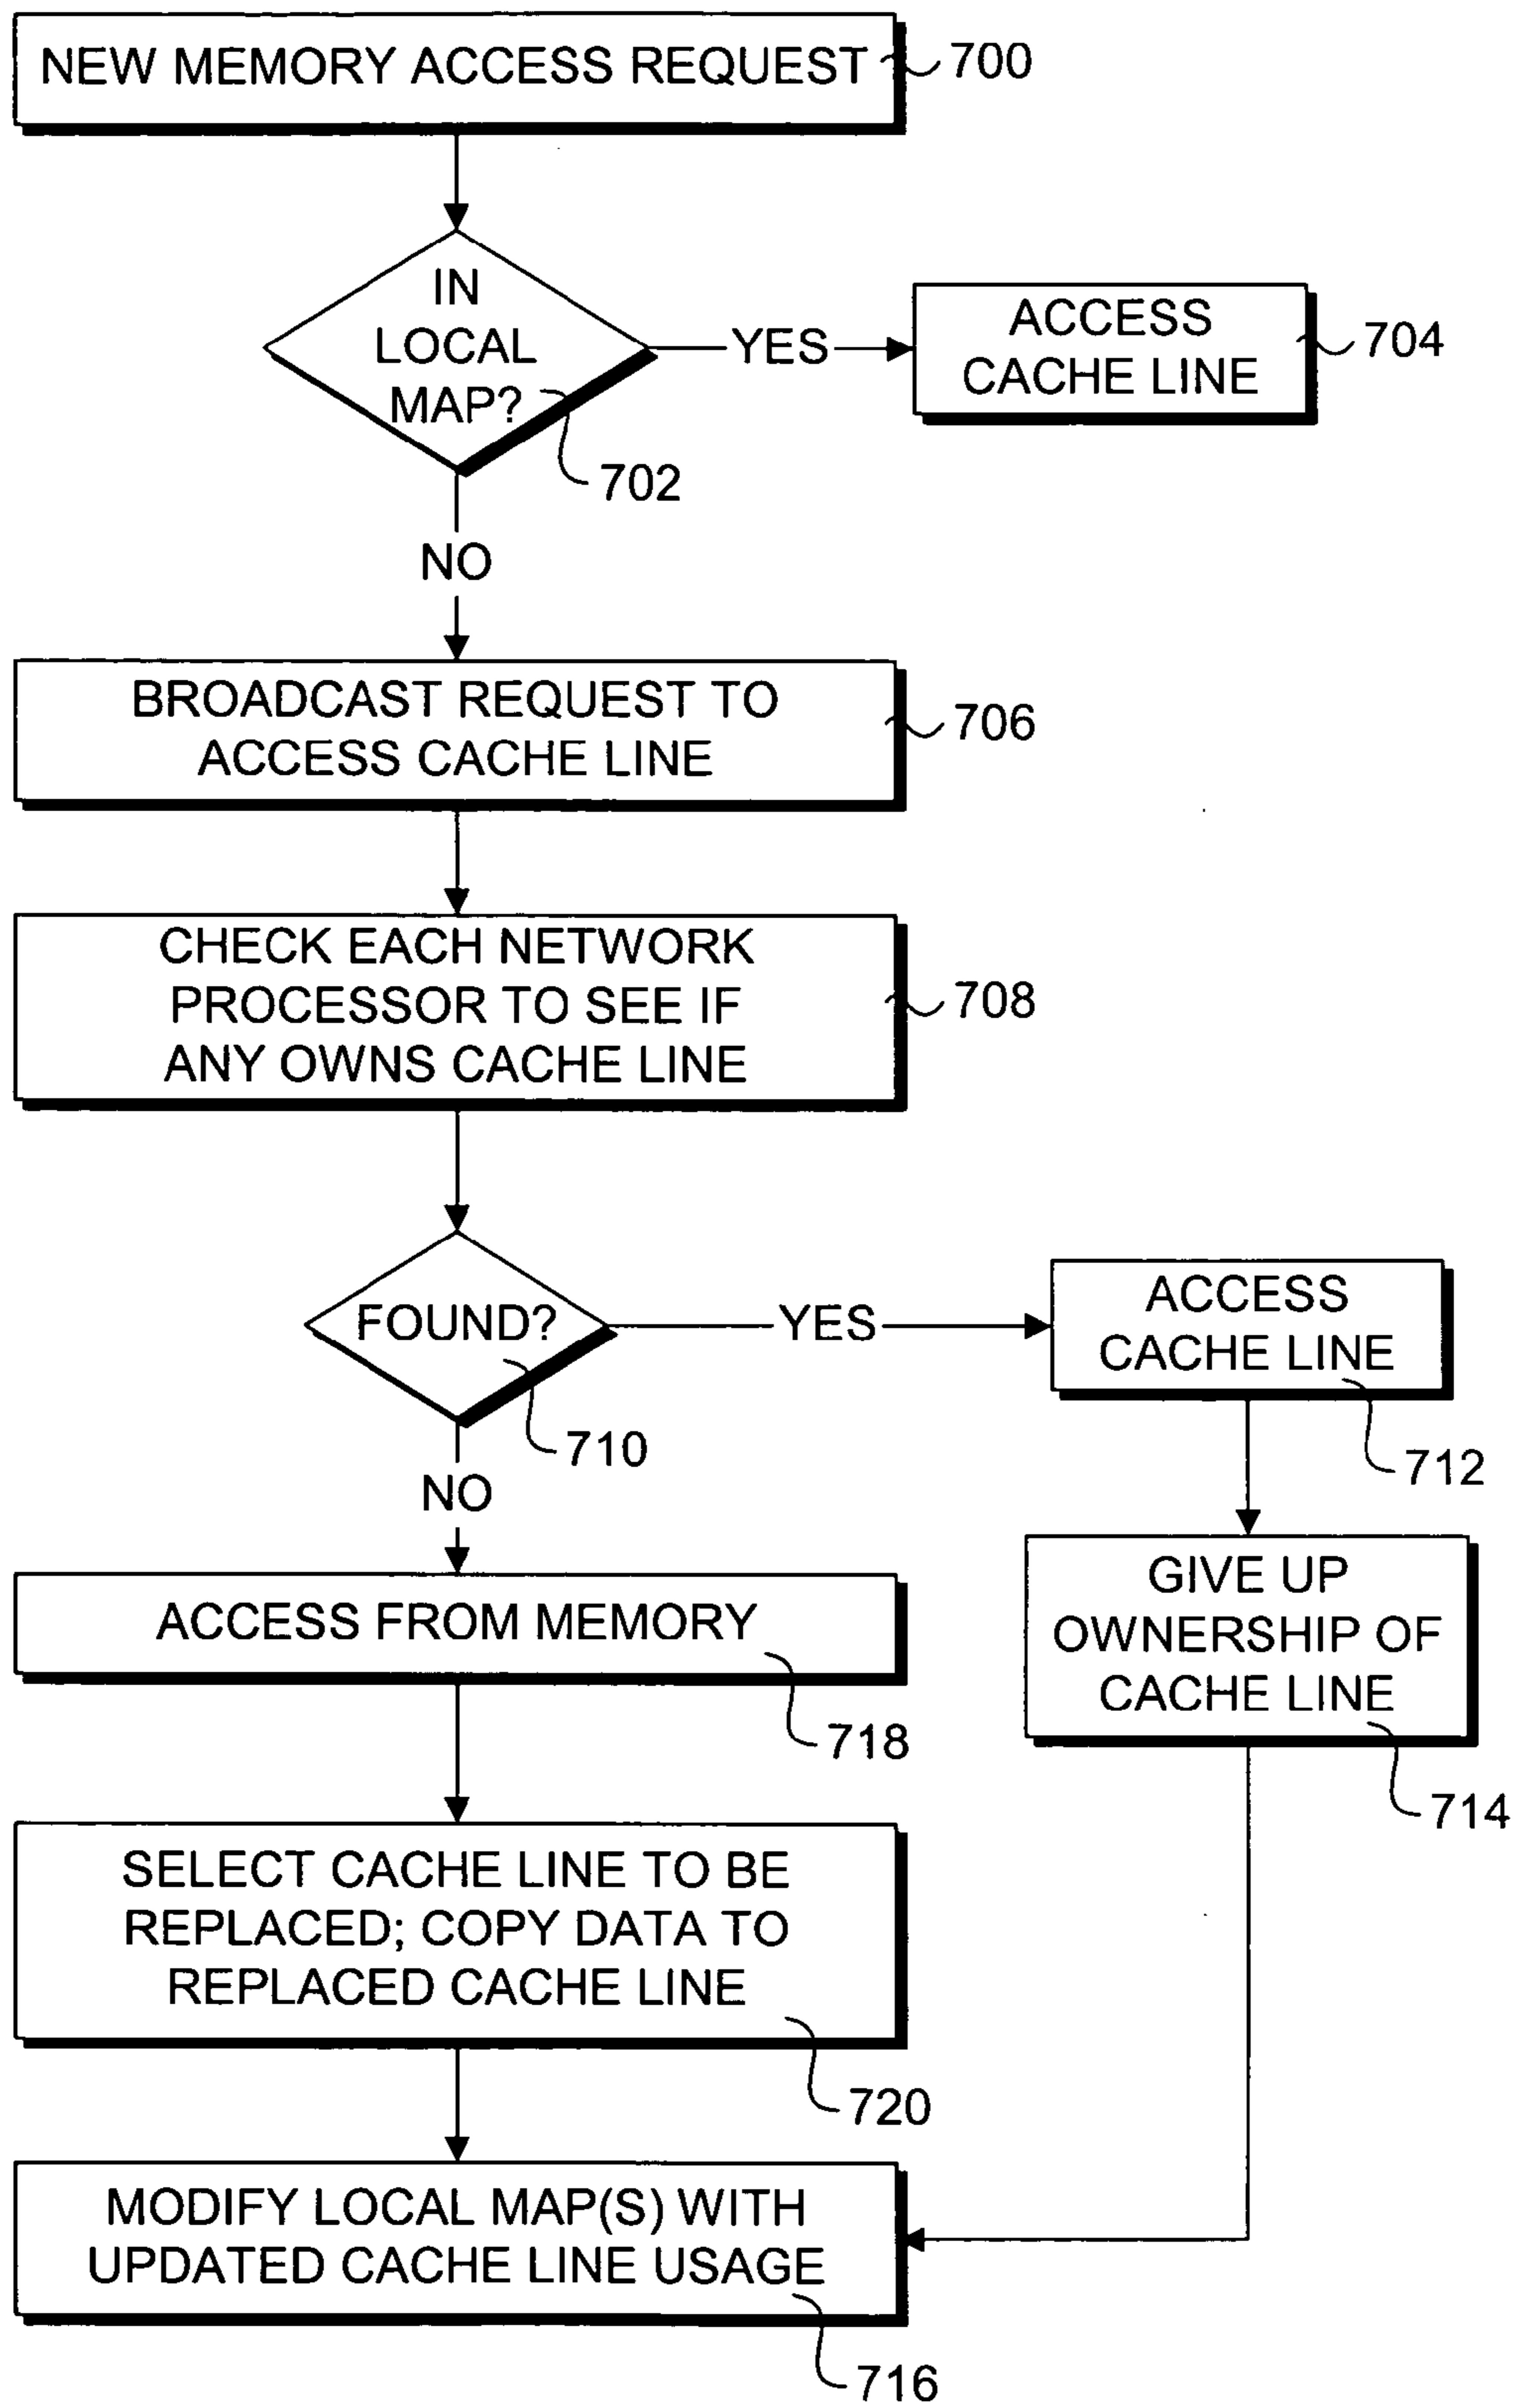 NEW MEMORY ACCESS REQUEST
700
IN
LOCAL
MAP?
702
YES
ACCESS
CACHE LINE
704
NO
BROADCAST REQUEST TO
ACCESS CACHE LINE
706
CHECK EACH NETWORK
PROCESSOR TO SEE IF
ANY OWNS CACHE LINE
708
FOUND?
710
YES
ACCESS
CACHE LINE
712
NO
GIVE UP
OWNERSHIP OF
CACHE LINE
714
ACCESS FROM MEMORY
718
SELECT CACHE LINE TO BE
REPLACED; COPY DATA TO
REPLACED CACHE LINE
720
MODIFY LOCAL MAP(S) WITH
UPDATED CACHE LINE USAGE
716